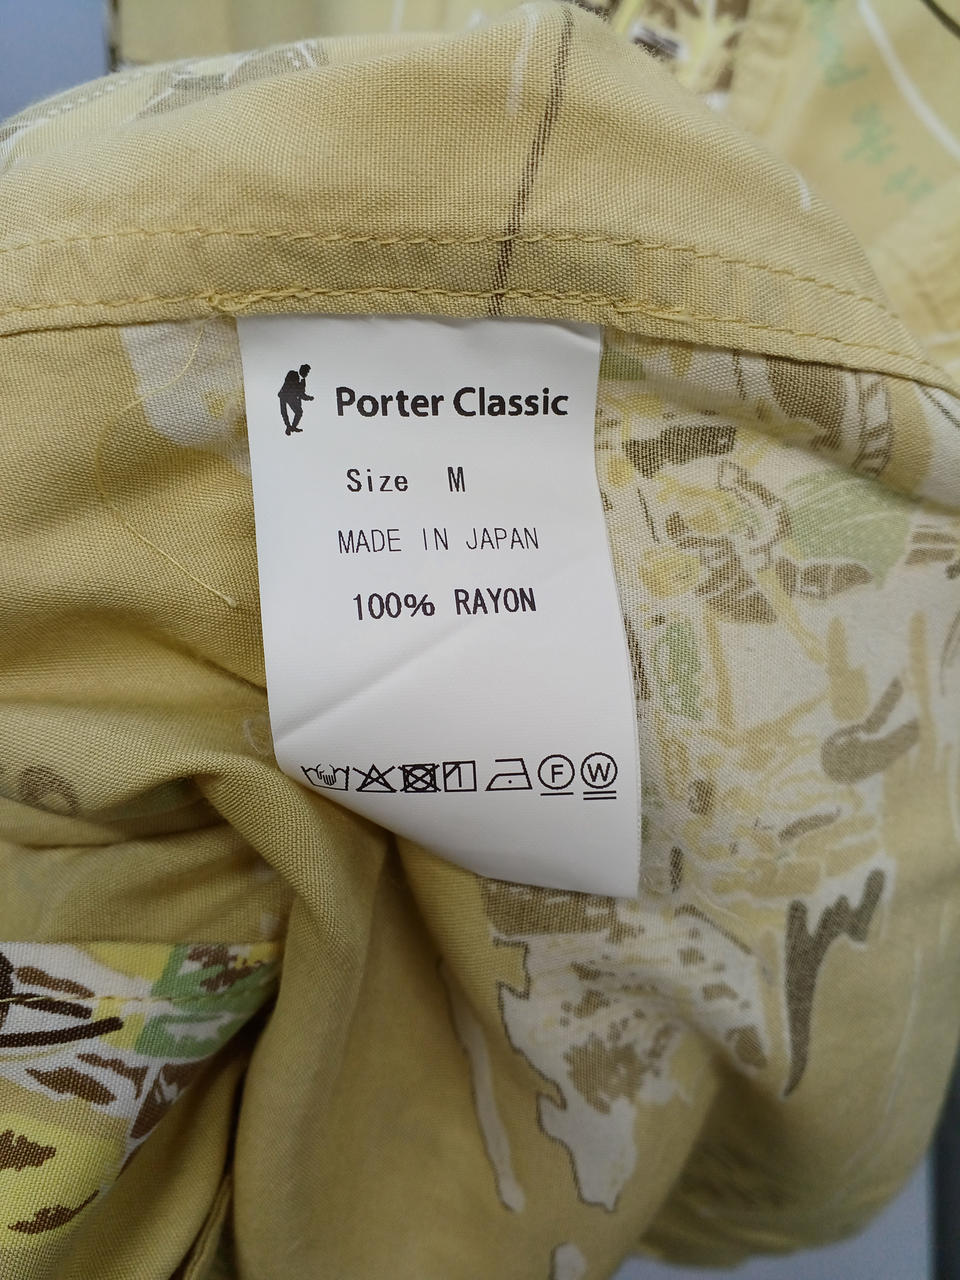 Porter Classic
Size M
MADE IN JAPAN
100% RAYON
F W